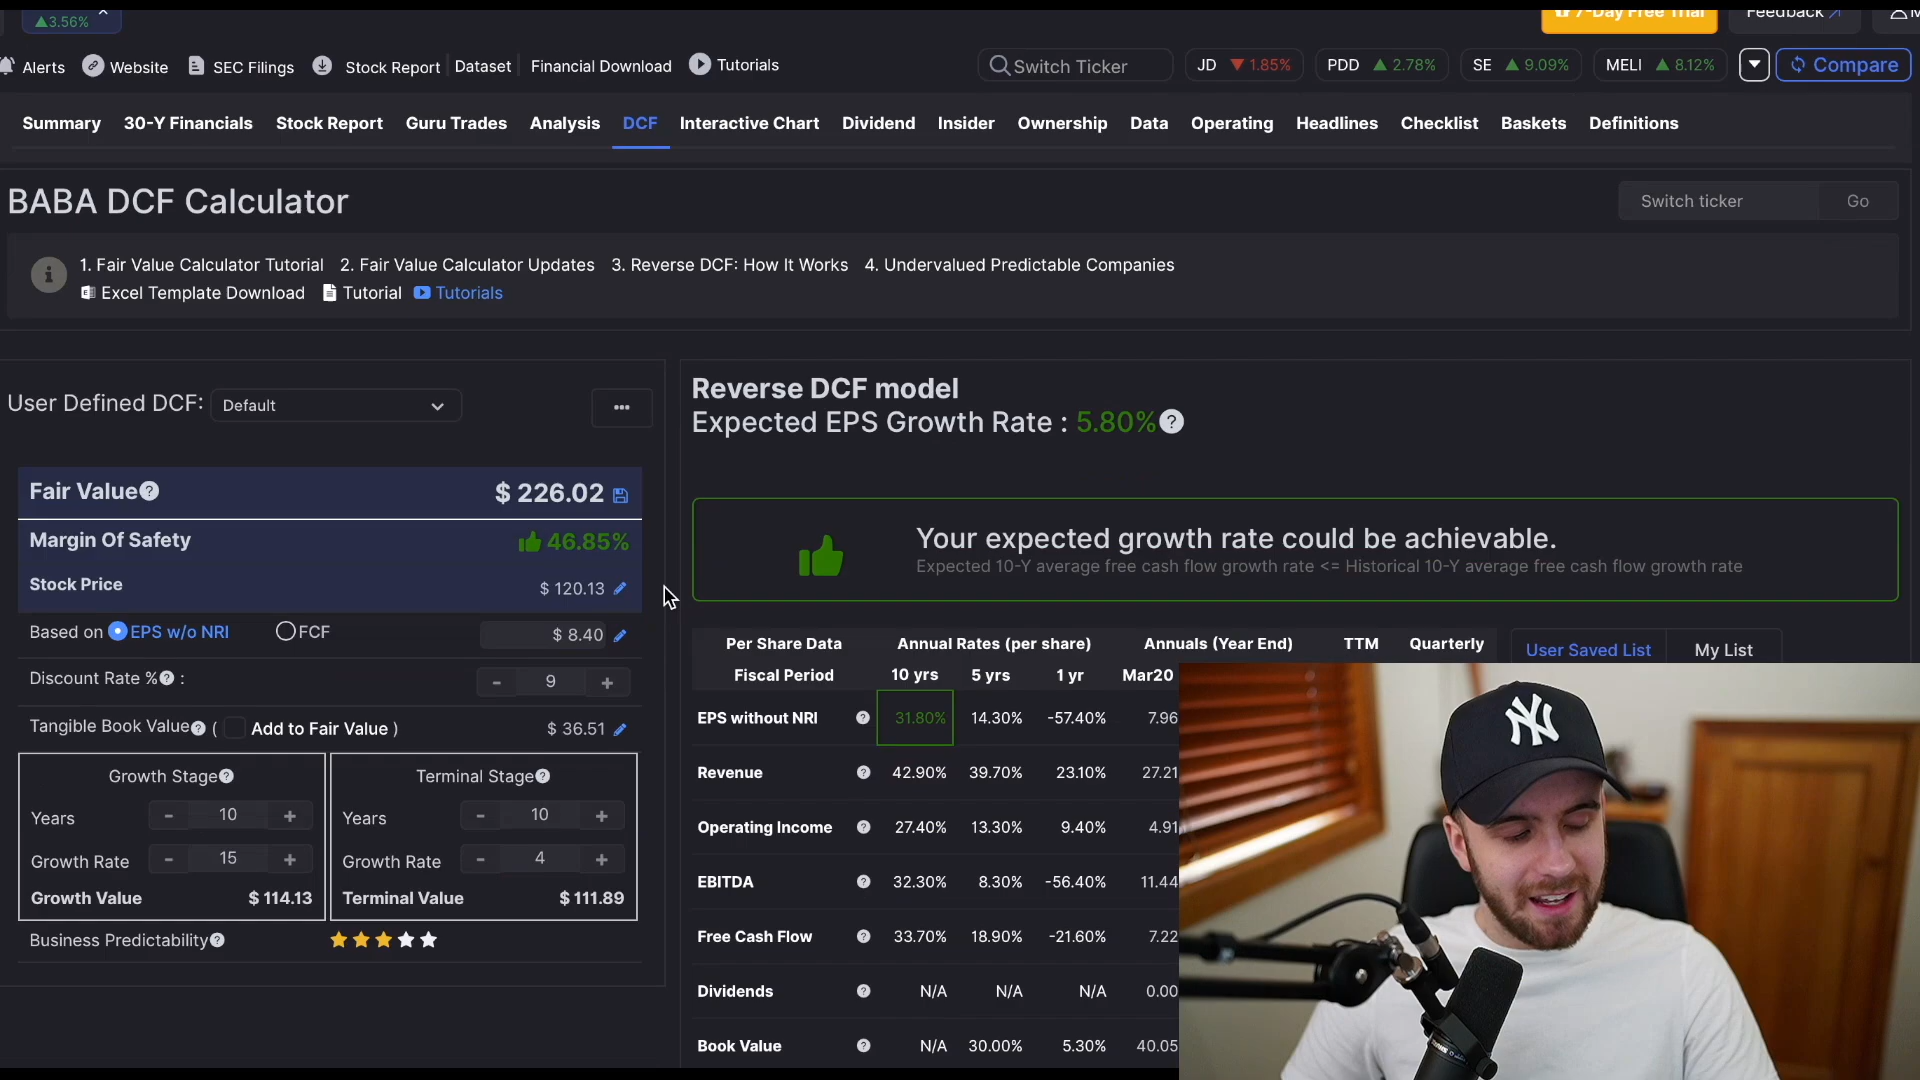 ▲3.56%
7-Day Free Trial Feedback
Alerts Website SEC Filings Stock Report Dataset Financial Download Tutorials
Switch Ticker JD ▼ 1.85% PDD ▲ 2.78% SE ▲ 9.09% MELI ▲ 8.12% Compare
Summary 30-Y Financials Stock Report Guru Trades Analysis DCF Interactive Chart Dividend Insider Ownership Data Operating Headlines Checklist Baskets Definitions
BABA DCF Calculator
Switch ticker Go
1. Fair Value Calculator Tutorial 2. Fair Value Calculator Updates 3. Reverse DCF: How It Works 4. Undervalued Predictable Companies
Excel Template Download Tutorial Tutorials
User Defined DCF: Default ...
Fair Value $ 226.02
Margin Of Safety 46.85%
Stock Price $ 120.13
Based on EPS w/o NRI FCF $ 8.40
Discount Rate % : - 9 +
Tangible Book Value ( Add to Fair Value ) $ 36.51
Growth Stage Terminal Stage
Years - 10 + Years - 10 +
Growth Rate - 15 + Growth Rate - 4 +
Growth Value $ 114.13 Terminal Value $ 111.89
Business Predictability
Reverse DCF model
Expected EPS Growth Rate : 5.80%
Your expected growth rate could be achievable.
Expected 10-Y average free cash flow growth rate <= Historical 10-Y average free cash flow growth rate
Per Share Data Annual Rates (per share) Annuals (Year End) TTM Quarterly
User Saved List My List
Fiscal Period 10 yrs 5 yrs 1 yr Mar20
EPS without NRI 31.80% 14.30% -57.40% 7.96
Revenue 42.90% 39.70% 23.10% 27.21
Operating Income 27.40% 13.30% 9.40% 4.91
EBITDA 32.30% 8.30% -56.40% 11.44
Free Cash Flow 33.70% 18.90% -21.60% 7.22
Dividends N/A N/A N/A 0.00
Book Value N/A 30.00% 5.30% 40.05
NY